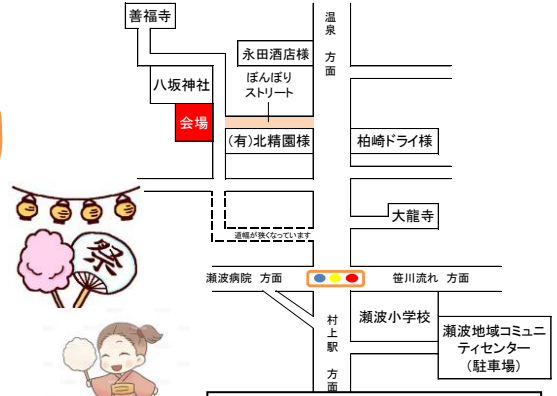 善福寺
温泉 方面
永田酒店様
八坂神社
ぼんぼり
ストリート
会場
(有)北精園様
柏崎ドライ様
祭
大龍寺
道幅が狭くなっています
瀬波病院 方面
笹川流れ 方面
村上駅 方面
瀬波小学校
瀬波地域コミュニ
ティセンター
(駐車場)